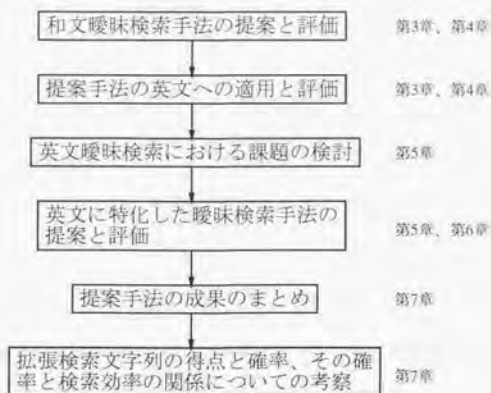 和文曖昧検索手法の提案と評価 第3章、第4章
提案手法の英文への適用と評価 第3章、第4章
英文曖昧検索における課題の検討 第5章
英文に特化した曖昧検索手法の
提案と評価 第5章、第6章
提案手法の成果のまとめ 第7章
拡張検索文字列の得点と確率、その確
率と検索効率の関係についての考察 第7章